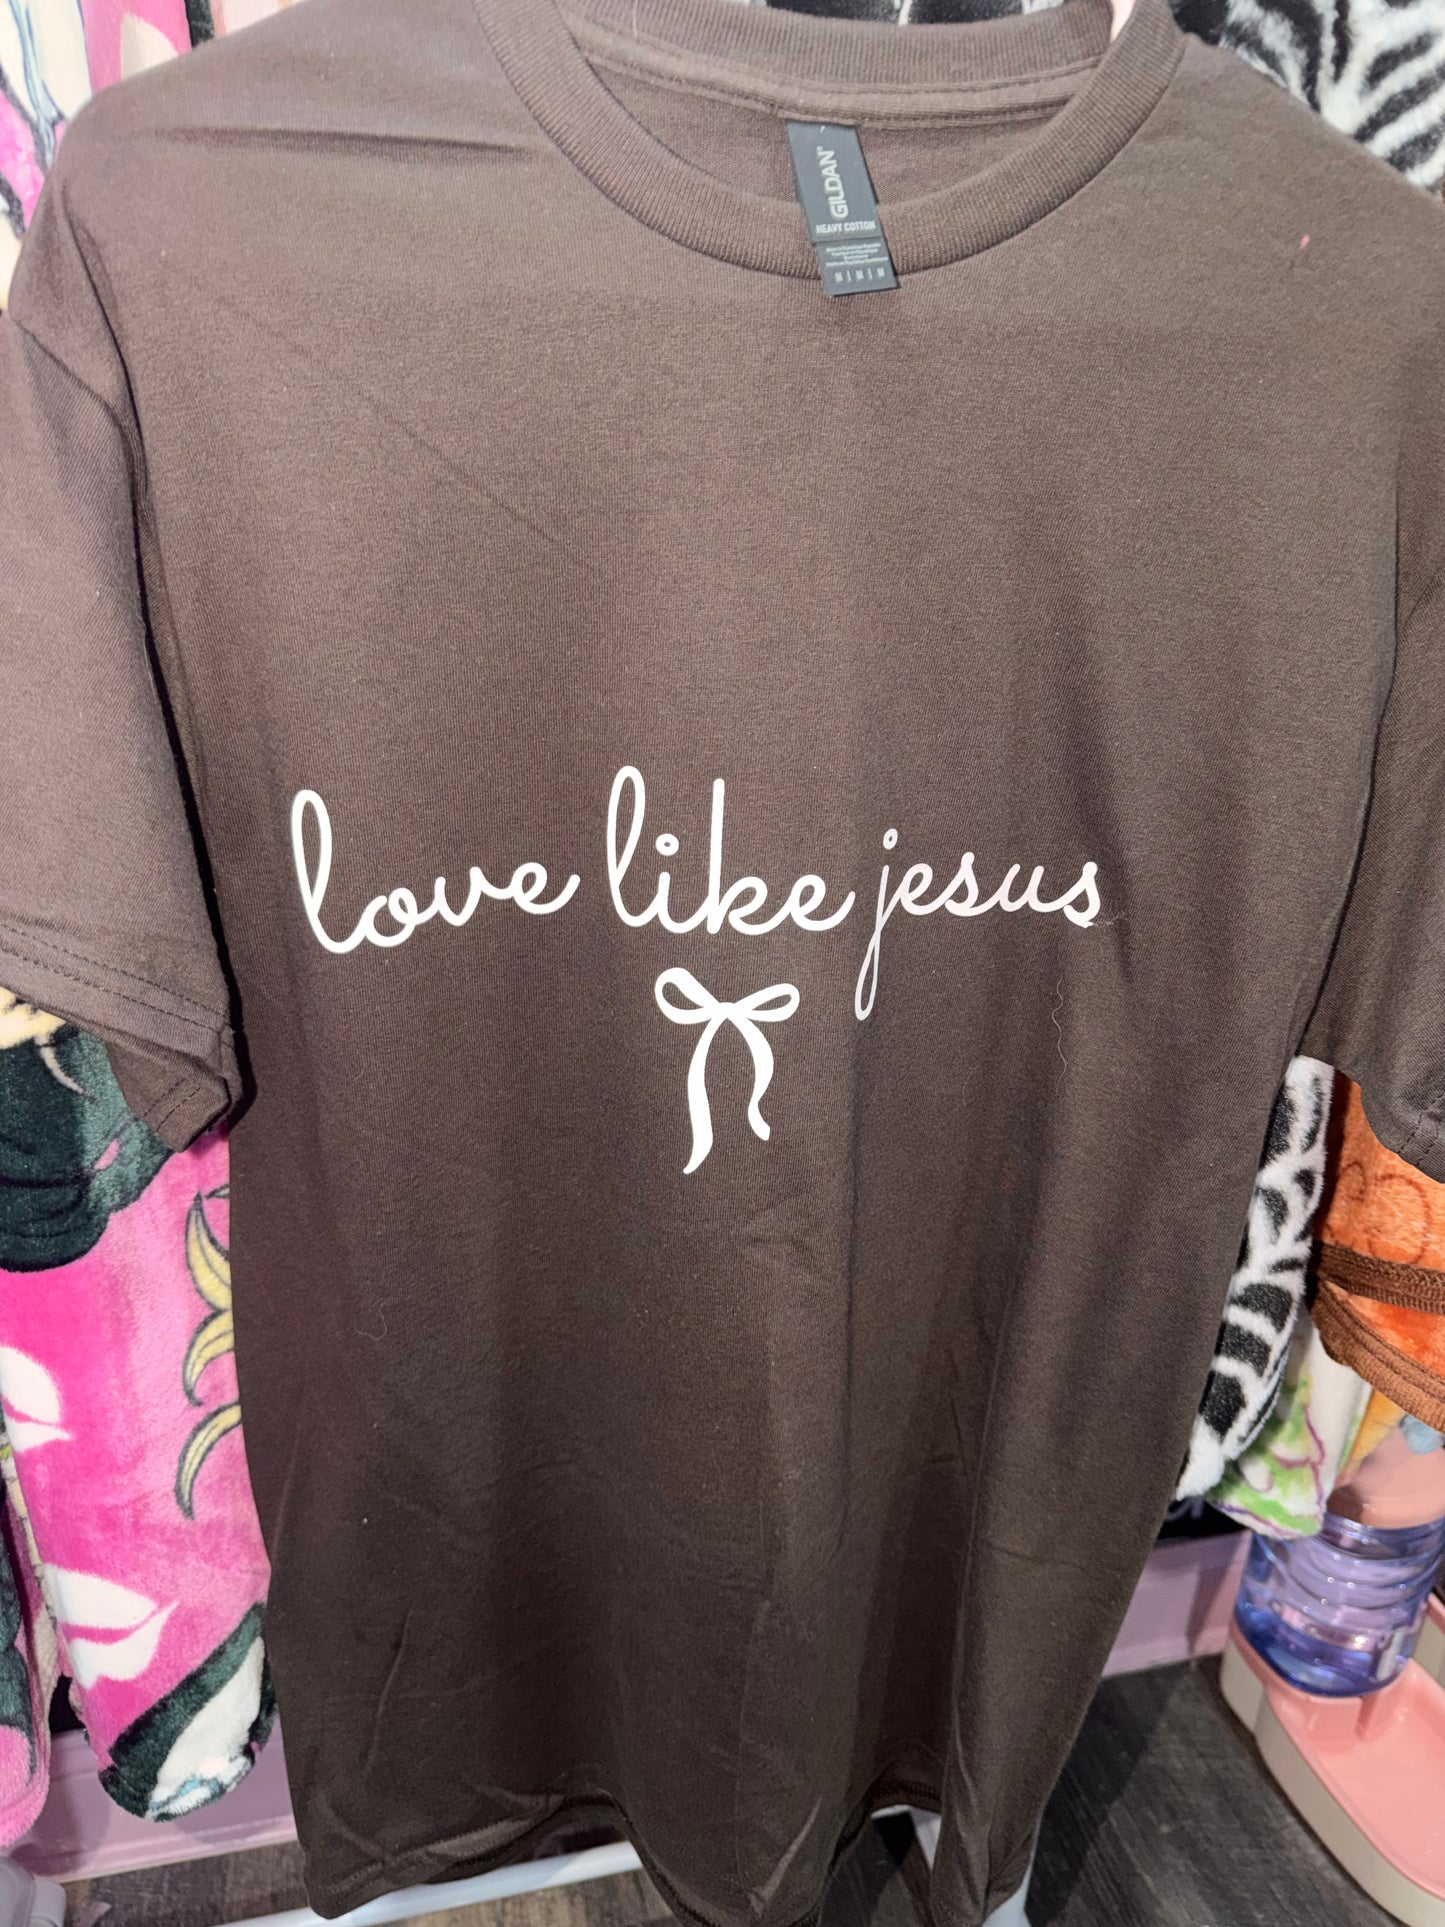 GILDAN®
HEAVY COTTON
M | M | M
love like jesus